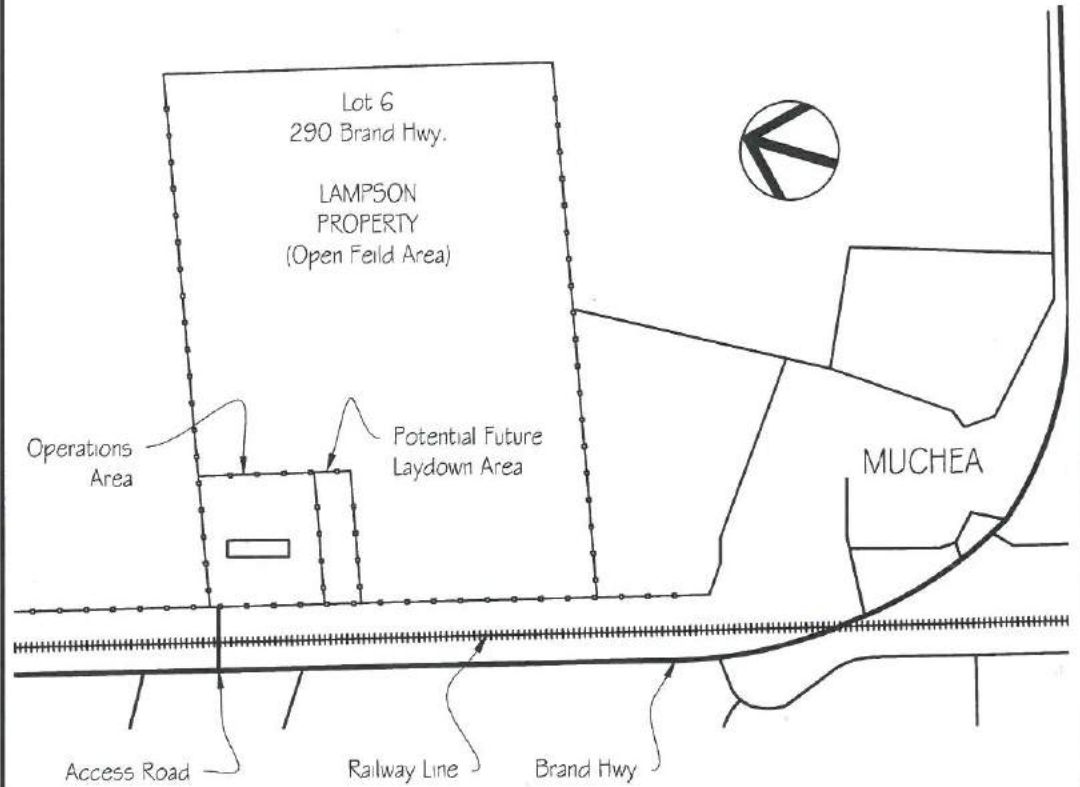 Lot 6
290 Brand Hwy.
LAMPSON
PROPERTY
(Open Feild Area)
Operations
Area
Potential Future
Laydown Area
MUCHEA
Access Road
Railway Line
Brand Hwy